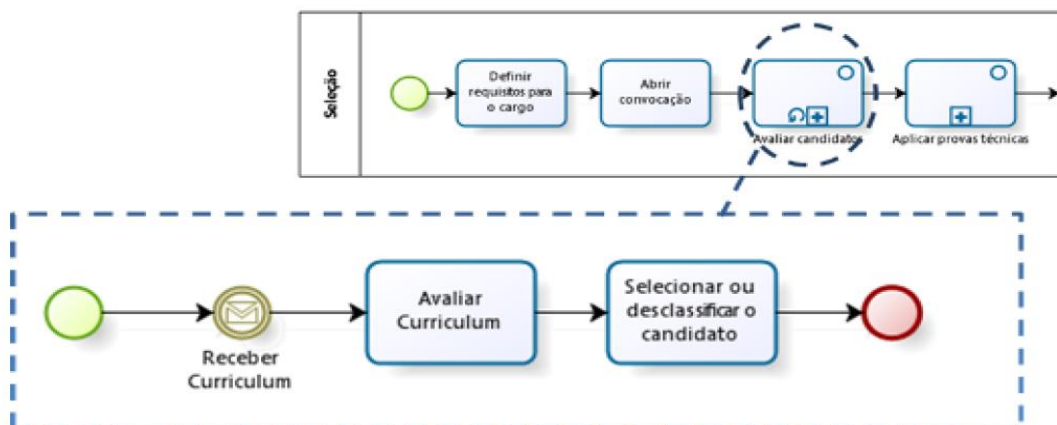 Seleção
Definir
requisitos para
o cargo
Abrir
convocação
Avaliar candidatos
Aplicar provas técnicas
Receber
Curriculum
Avaliar
Curriculum
Selecionar ou
desclassificar o
candidato